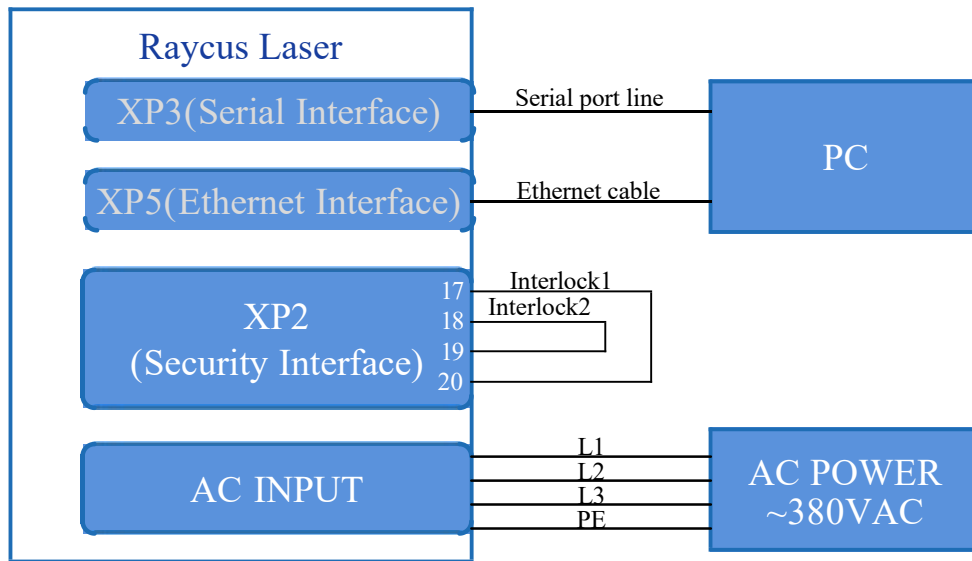 Raycus Laser
XP3(Serial Interface)
Serial port line
PC
XP5(Ethernet Interface)
Ethernet cable
XP2
(Security Interface)
17
18
19
20
Interlock1
Interlock2
AC INPUT
L1
L2
L3
PE
AC POWER
~380VAC